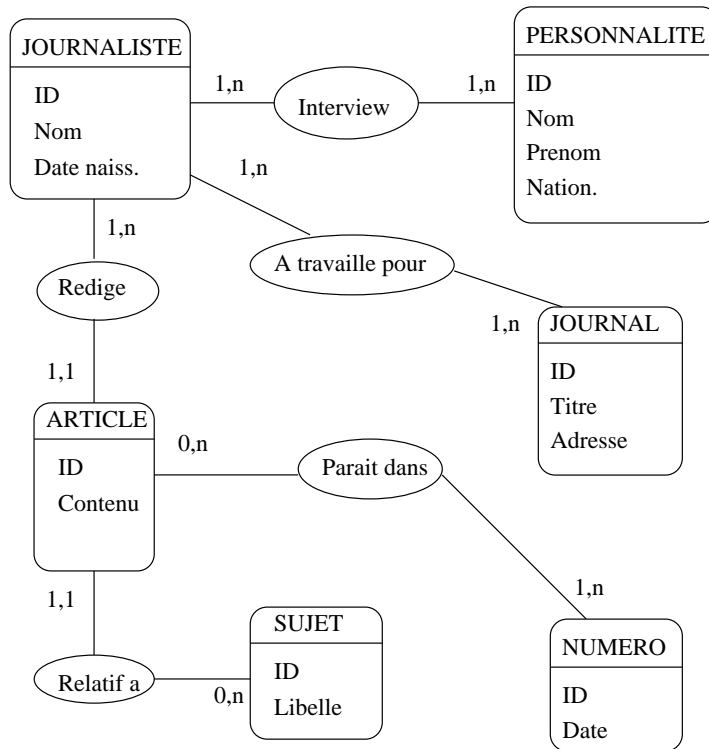 JOURNALISTE
ID
Nom
Date naiss.
1,n
Interview
1,n
PERSONNALITE
ID
Nom
Prenom
Nation.
1,n
A travaille pour
1,n
JOURNAL
ID
Titre
Adresse
1,n
Redige
1,1
ARTICLE
ID
Contenu
0,n
Parait dans
1,n
NUMERO
ID
Date
1,1
Relatif a
0,n
SUJET
ID
Libelle